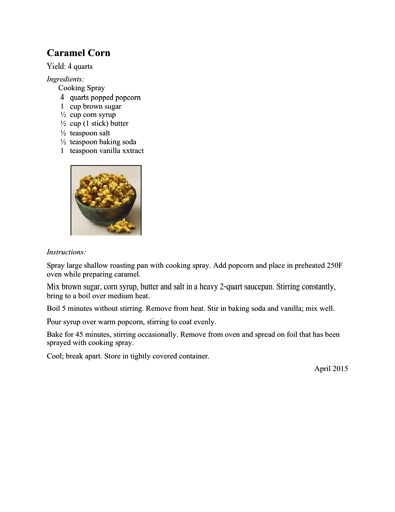 Caramel Corn
Yield: 4 quarts
Ingredients:
Cooking Spray
4 quarts popped popcorn
1 cup brown sugar
½ cup corn syrup
½ cup (1 stick) butter
½ teaspoon salt
½ teaspoon baking soda
1 teaspoon vanilla xxtract
Instructions:
Spray large shallow roasting pan with cooking spray. Add popcorn and place in preheated 250F
oven while preparing caramel.
Mix brown sugar, corn syrup, butter and salt in a heavy 2-quart saucepan. Stirring constantly,
bring to a boil over medium heat.
Boil 5 minutes without stirring. Remove from heat. Stir in baking soda and vanilla; mix well.
Pour syrup over warm popcorn, stirring to coat evenly.
Bake for 45 minutes, stirring occasionally. Remove from oven and spread on foil that has been
sprayed with cooking spray.
Cool; break apart. Store in tightly covered container.
April 2015